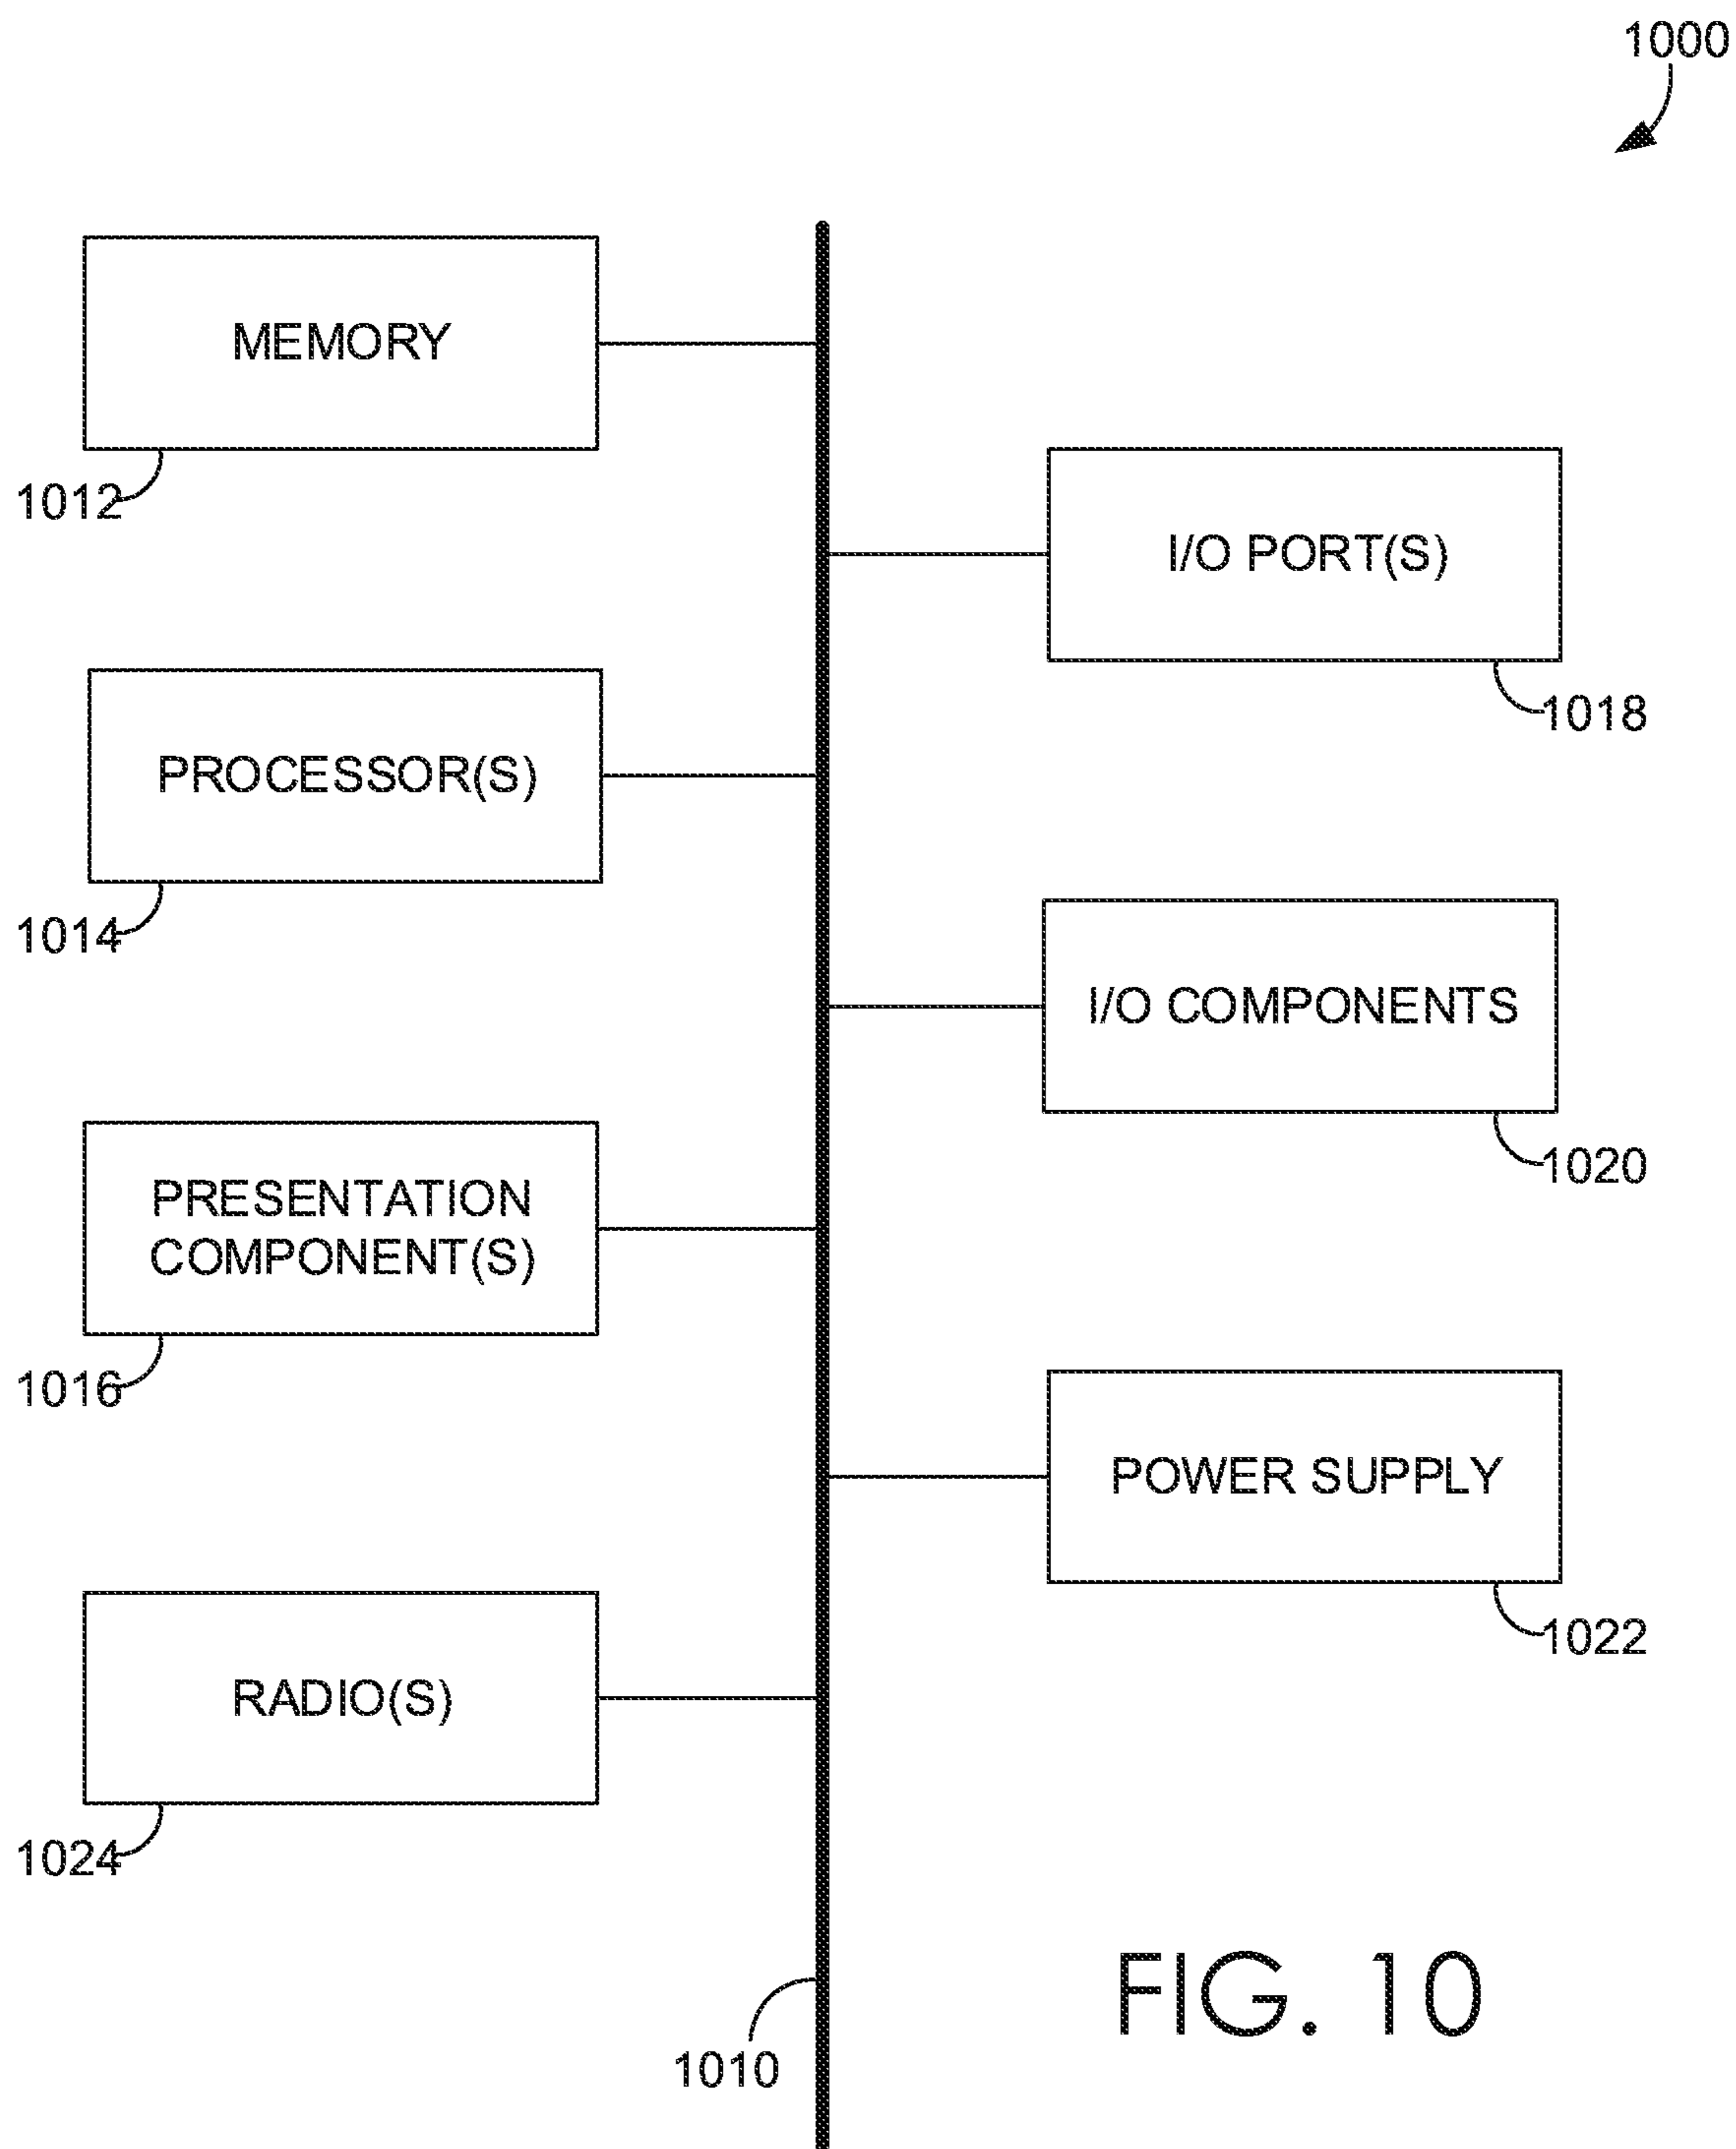 1000
MEMORY
1012
I/O PORT(S)
1018
PROCESSOR(S)
1014
I/O COMPONENTS
1020
PRESENTATION
COMPONENT(S)
1016
POWER SUPPLY
1022
RADIO(S)
1024
1010
FIG. 10